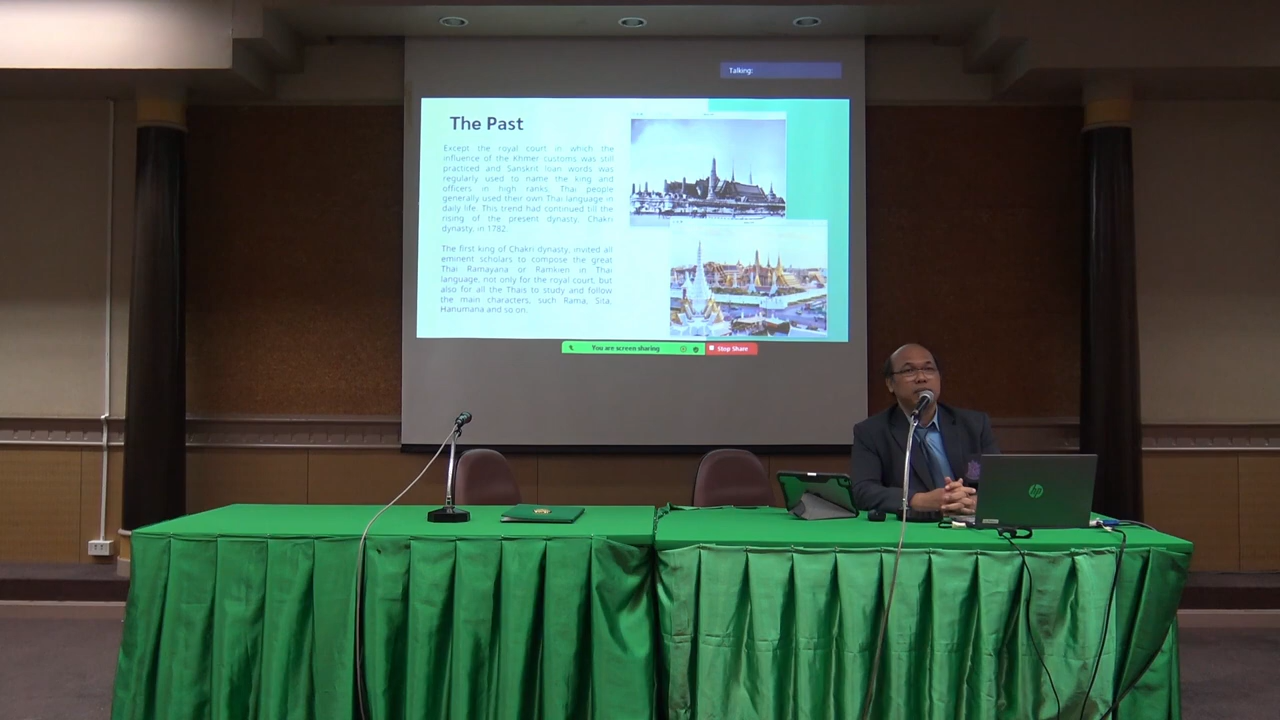 Talking:
The Past
Except the royal court in which the
influence of the Khmer customs was still
practiced and Sanskrit loan words was
regularly used to name the king and
officers in high ranks. Thai people
generally used their own Thai language in
daily life. This trend had continued till the
rising of the present dynasty, Chakri
dynasty, in 1782.
The first king of Chakri dynasty, invited all
eminent scholars to compose the great
Thai Ramayana or Ramkien in Thai
language, not only for the royal court, but
also for all the Thais to study and follow
the main characters, such Rama, Sita,
Hanumana and so on.
You are screen sharing
Stop Share
hp